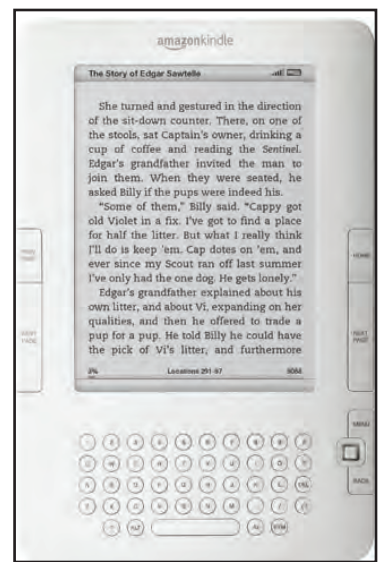 amazonkindle
The Story of Edgar Sawtelle
She turned and gestured in the direction
of the sit-down counter. There, on one of
the stools, sat Captain's owner, drinking a
cup of coffee and reading the Sentinel.
Edgar's grandfather invited the man to
join them. When they were seated, he
asked Billy if the pups were indeed his.
"Some of them," Billy said. "Cappy got
old Violet in a fix. I've got to find a place
for half the litter. But what I really think
I'll do is keep 'em. Cap dotes on 'em, and
ever since my Scout ran off last summer
I've only had the one dog. He gets lonely."
Edgar's grandfather explained about his
own litter, and about Vi, expanding on her
qualities, and then he offered to trade a
pup for a pup. He told Billy he could have
the pick of Vi's litter, and furthermore
Locations 291-97
PREV
PAGE
NEXT
PAGE
HOME
NEXT
PAGE
MENU
BACK